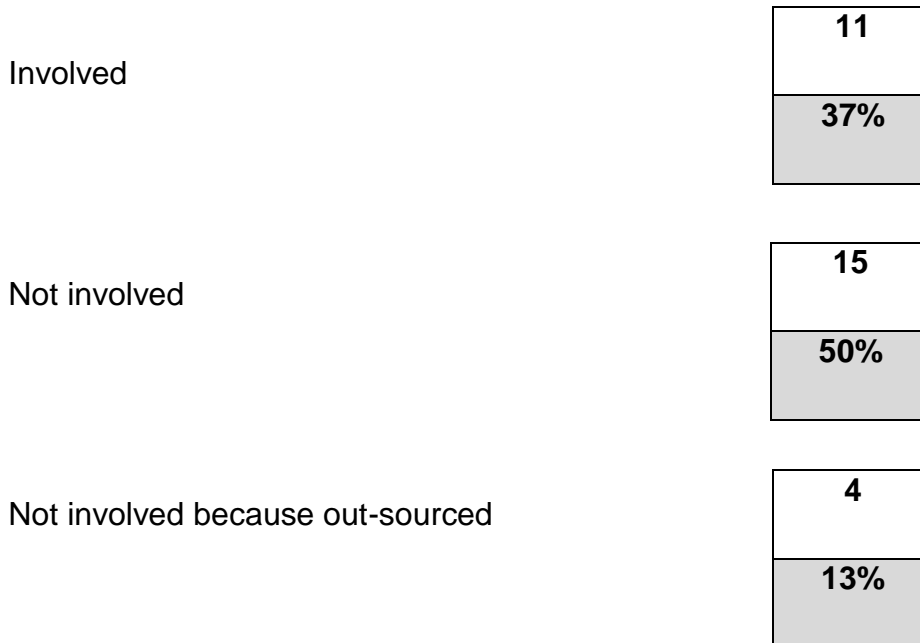 11
Involved
37%
15
Not involved
50%
4
Not involved because out-sourced
13%